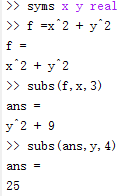 >> syms x y real
>> f =x^2 + y^2
f =
x^2 + y^2
>> subs(f,x,3)
ans =
y^2 + 9
>> subs(ans,y,4)
ans =
25